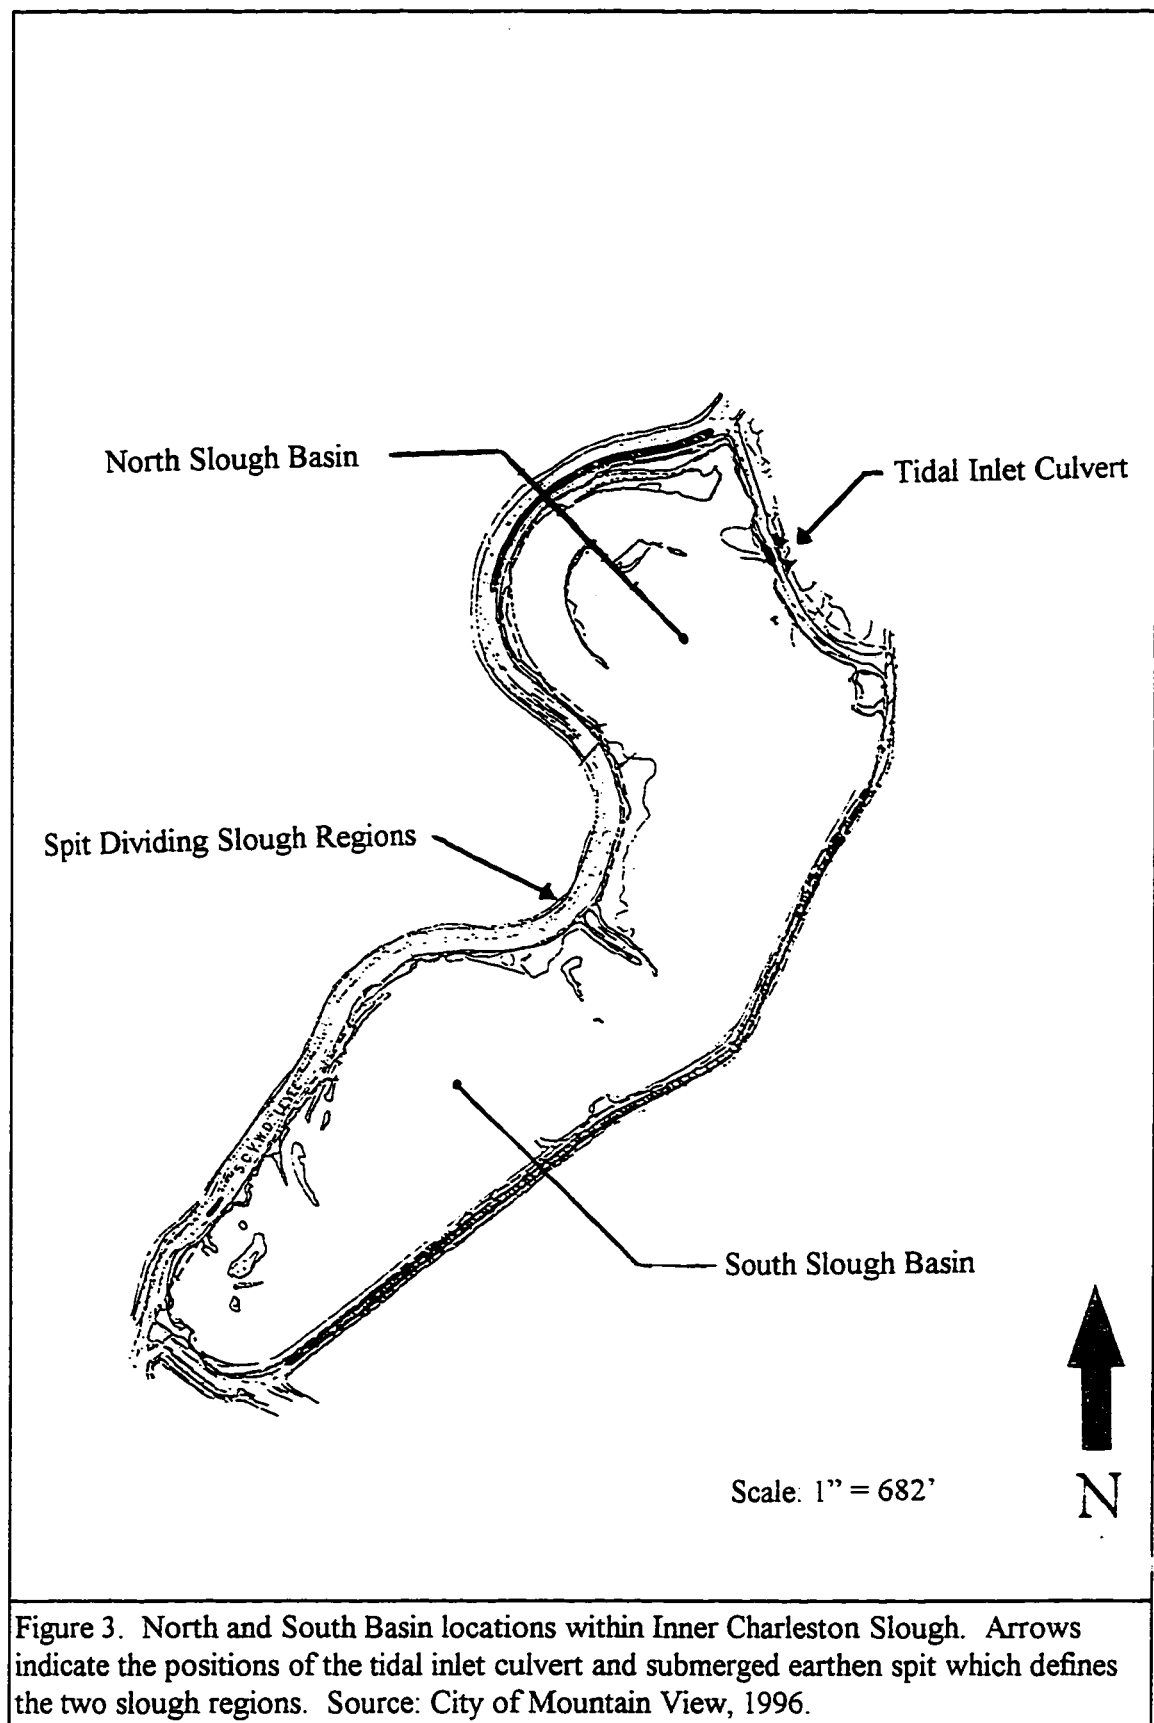 North Slough Basin
Tidal Inlet Culvert
Spit Dividing Slough Regions
South Slough Basin
Scale: 1” = 682’
N
Figure 3. North and South Basin locations within Inner Charleston Slough. Arrows
indicate the positions of the tidal inlet culvert and submerged earthen spit which defines
the two slough regions. Source: City of Mountain View, 1996.